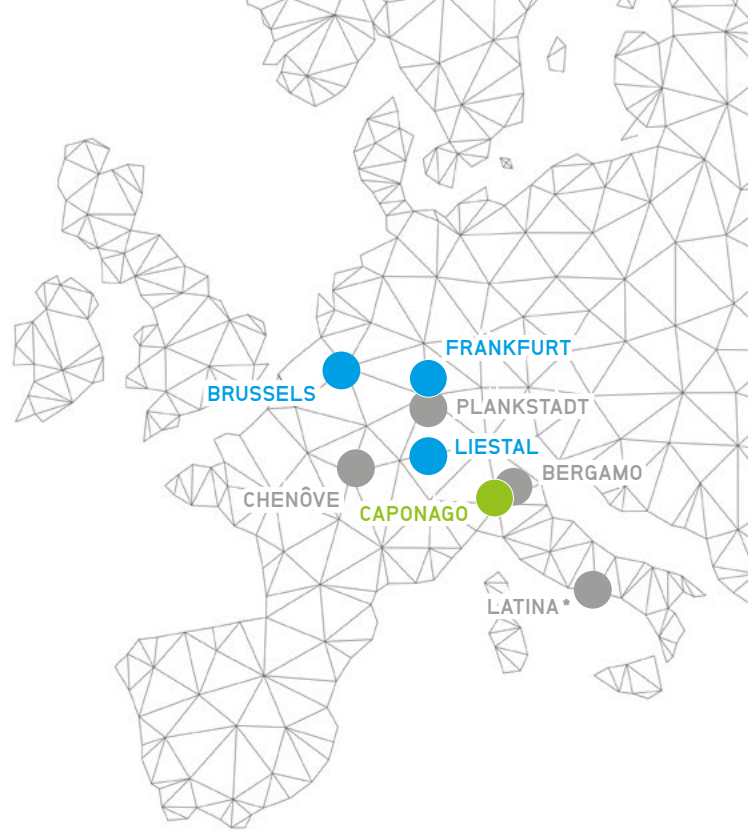 FRANKFURT
BRUSSELS
PLANKSTADT
LIESTAL
BERGAMO
CHENÔVE
CAPONAGO
LATINA*